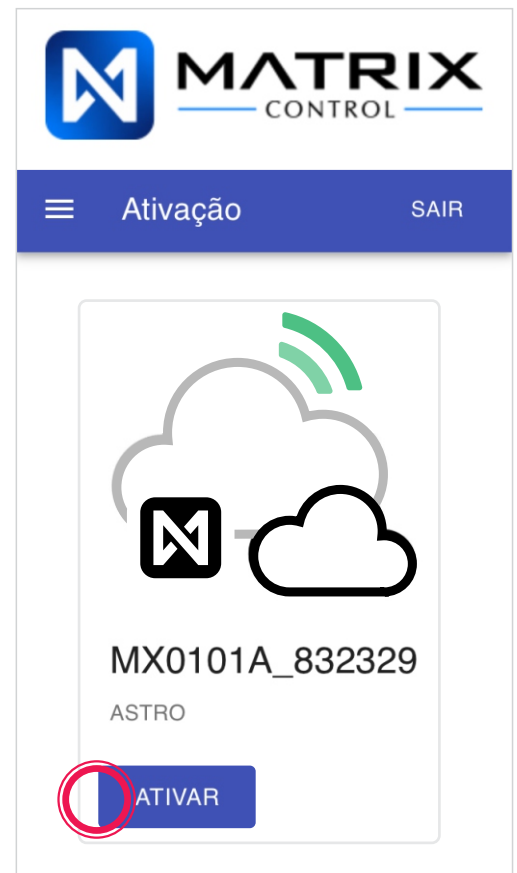 MATRIX
CONTROL
Ativação
SAIR
MX0101A_832329
ASTRO
ATIVAR